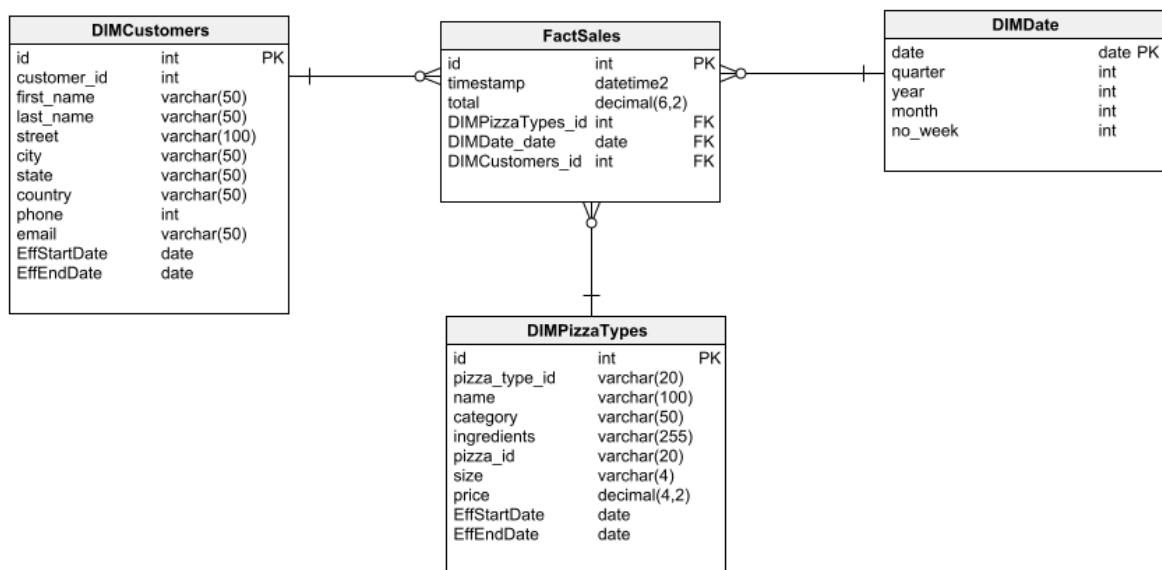 DIMCustomers
id int PK
customer_id int
first_name varchar(50)
last_name varchar(50)
street varchar(100)
city varchar(50)
state varchar(50)
country varchar(50)
phone int
email varchar(50)
EffStartDate date
EffEndDate date
FactSales
id int PK
timestamp datetime2
total decimal(6,2)
DIMPizzaTypes_id int FK
DIMDate_date date FK
DIMCustomers_id int FK
DIMDate
date date PK
quarter int
year int
month int
no_week int
DIMPizzaTypes
id int PK
pizza_type_id varchar(20)
name varchar(100)
category varchar(50)
ingredients varchar(255)
pizza_id varchar(20)
size varchar(4)
price decimal(4,2)
EffStartDate date
EffEndDate date